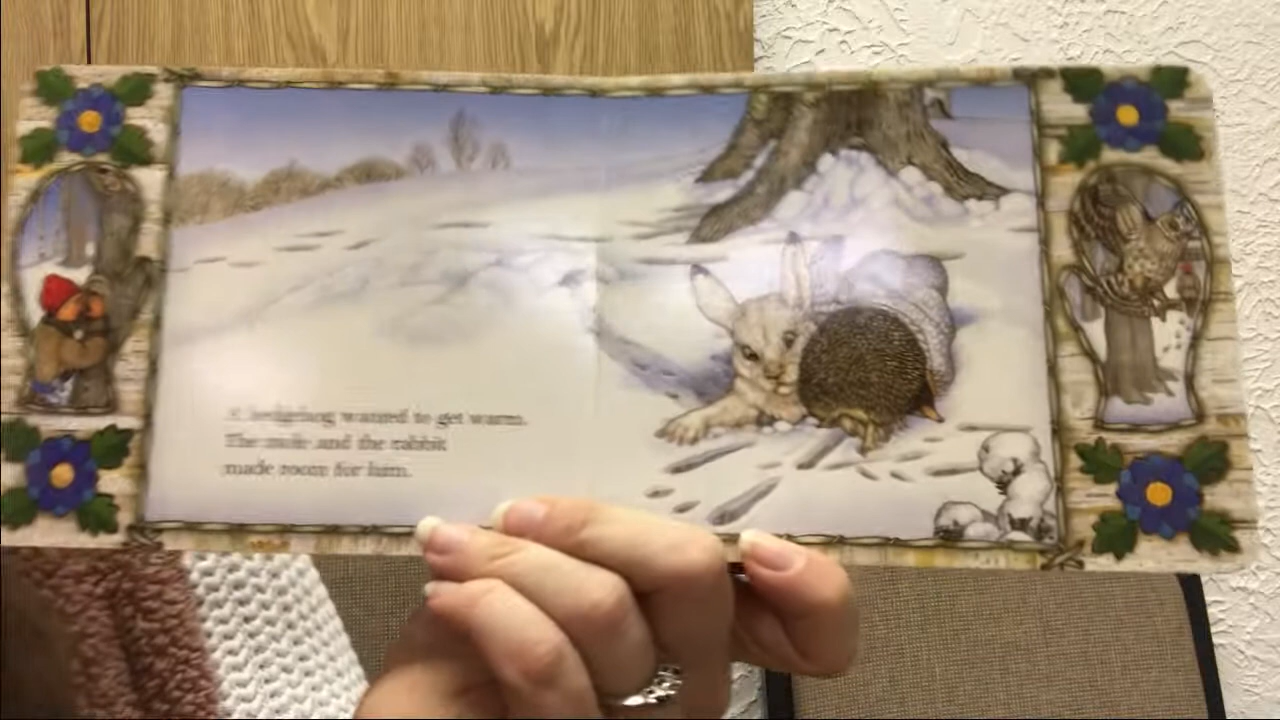 A hedgehog wanted to get warm.
The mole and the rabbit
made room for him.